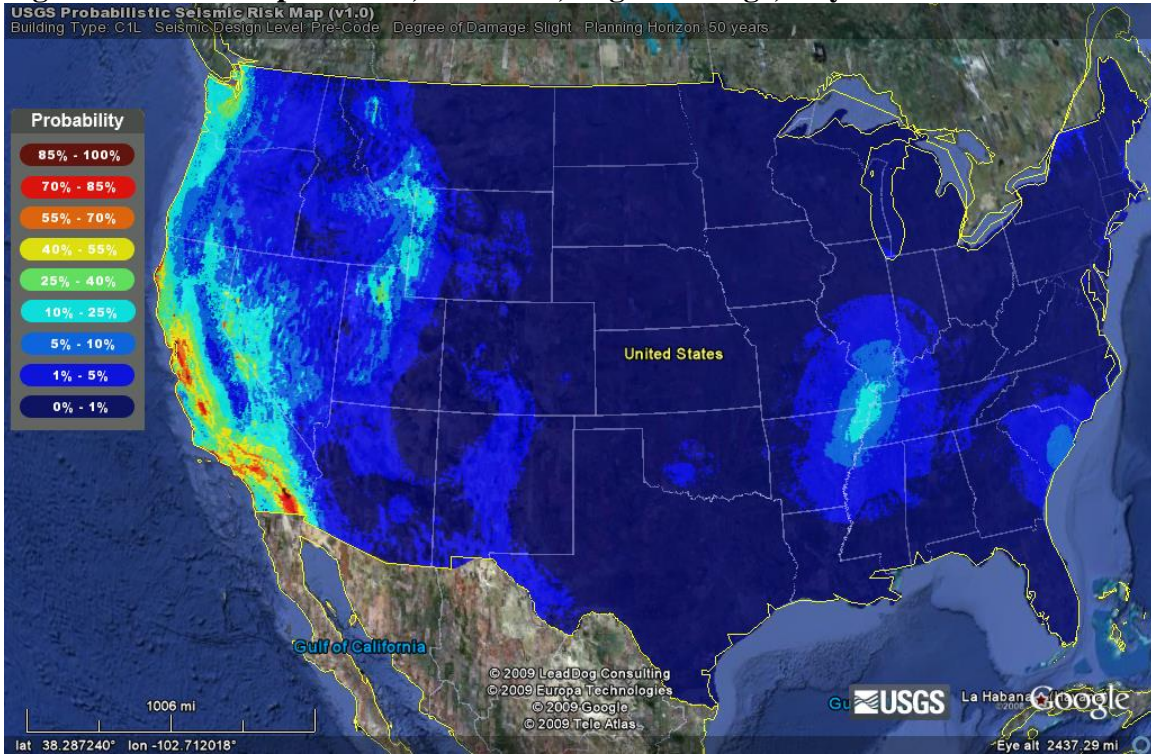 USGS Probabilistic Seismic Risk Map (v1.0)
Building Type: C1L Seismic Design Level: Pre-Code Degree of Damage: Slight Planning Horizon: 50 years
Probability
85% - 100%
70% - 85%
55% - 70%
40% - 55%
25% - 40%
10% - 25%
5% - 10%
1% - 5%
0% - 1%
United States
Gulf of California
© 2009 LeadDog Consulting
© 2009 Europa Technologies
© 2009 Google
© 2009 Tele Atlas
1006 mi
Gu
USGS
La Habana
Google
lat 38.287240° lon -102.712018°
Eye alt 2437.29 mi